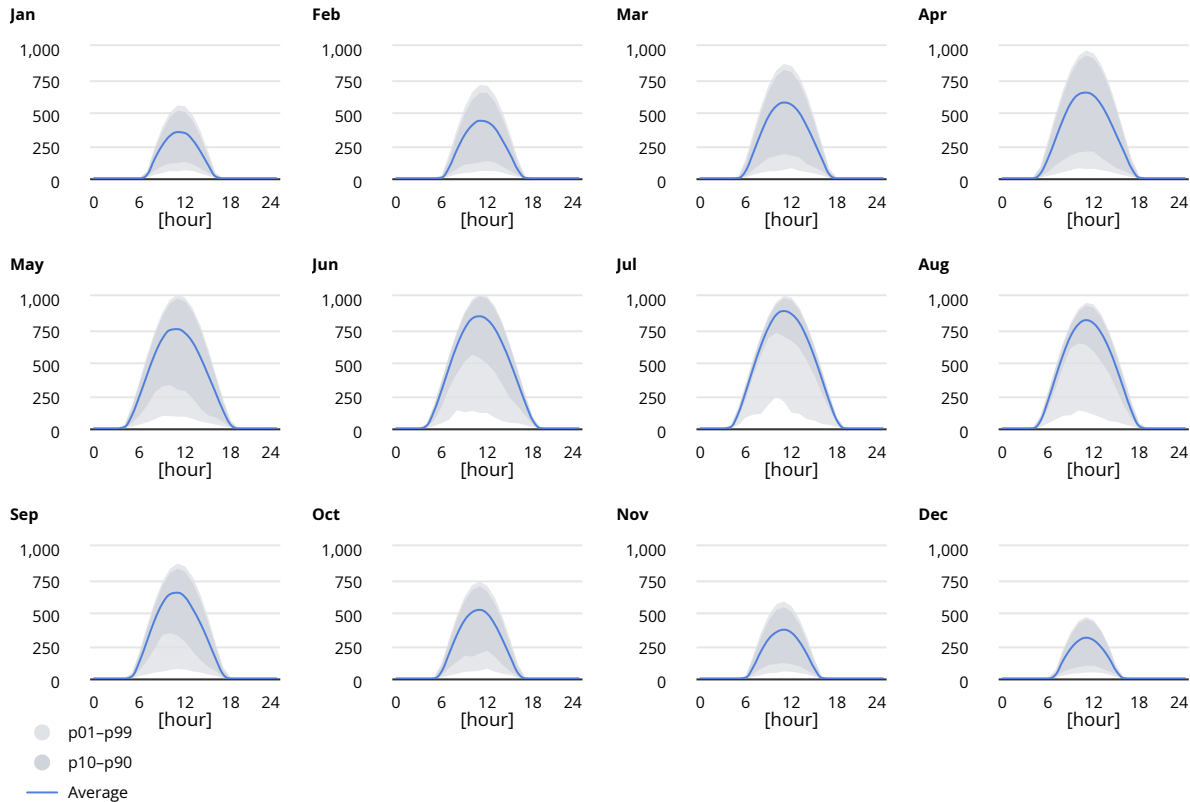 Jan Feb Mar Apr
1,000 1,000 1,000 1,000
750 750 750 750
500 500 500 500
250 250 250 250
0 0 0 0
0 6 12 18 24 0 6 12 18 24 0 6 12 18 24 0 6 12 18 24
[hour] [hour] [hour] [hour]
May Jun Jul Aug
1,000 1,000 1,000 1,000
750 750 750 750
500 500 500 500
250 250 250 250
0 0 0 0
0 6 12 18 24 0 6 12 18 24 0 6 12 18 24 0 6 12 18 24
[hour] [hour] [hour] [hour]
Sep Oct Nov Dec
1,000 1,000 1,000 1,000
750 750 750 750
500 500 500 500
250 250 250 250
0 0 0 0
0 6 12 18 24 0 6 12 18 24 0 6 12 18 24 0 6 12 18 24
[hour] [hour] [hour] [hour]
p01–p99
p10–p90
Average